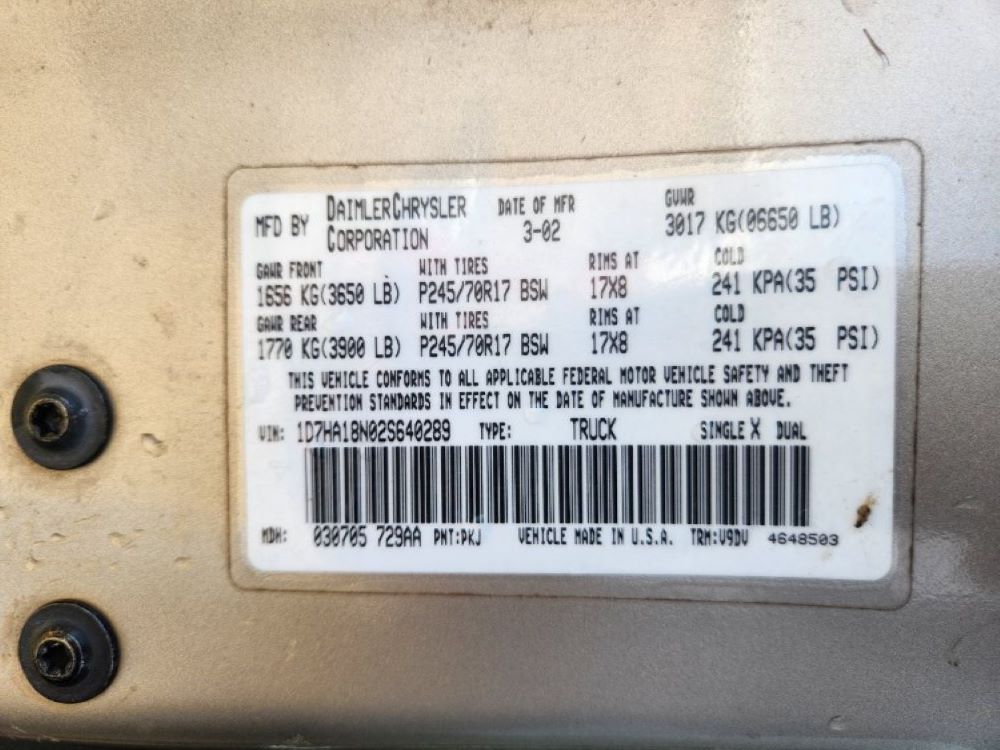 MFD BY DAIMLERCHRYSLER CORPORATION DATE OF MFR 3-02 GVWR 3017 KG(06650 LB)
GAWR FRONT WITH TIRES RIMS AT COLD
1656 KG(3650 LB) P245/70R17 BSW 17X8 241 KPA(35 PSI)
GAWR REAR WITH TIRES RIMS AT COLD
1770 KG(3900 LB) P245/70R17 BSW 17X8 241 KPA(35 PSI)
THIS VEHICLE CONFORMS TO ALL APPLICABLE FEDERAL MOTOR VEHICLE SAFETY AND THEFT
PREVENTION STANDARDS IN EFFECT ON THE DATE OF MANUFACTURE SHOWN ABOVE.
VIN: 1D7HA18N02S640289 TYPE: TRUCK SINGLE X DUAL
MDH: 030705 729AA PNT:PKJ VEHICLE MADE IN U.S.A. TRM:V9DV 4648503